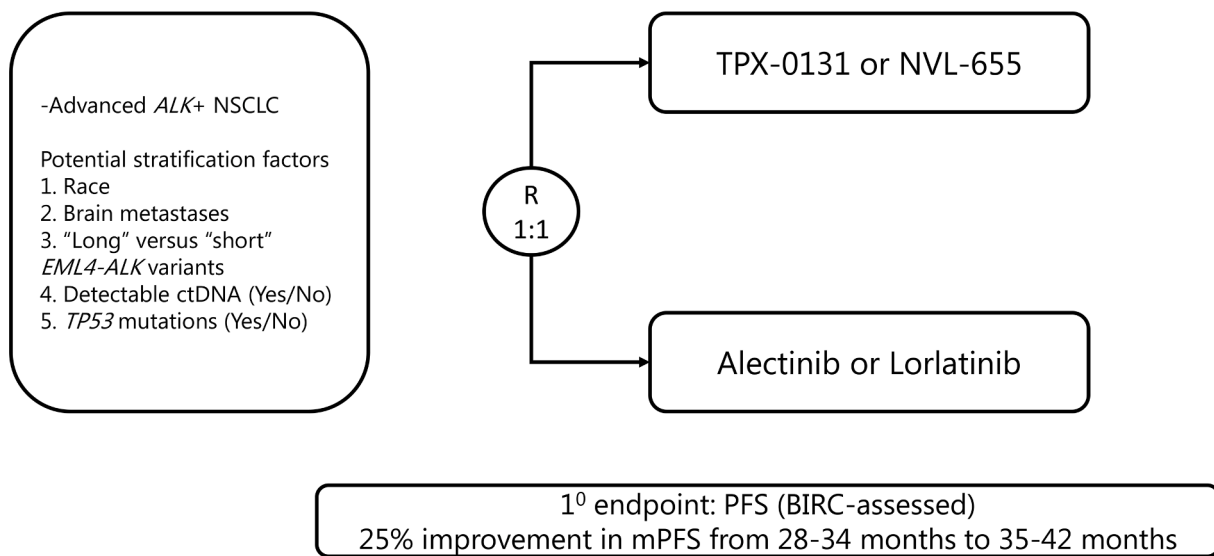 -Advanced ALK+ NSCLC
Potential stratification factors
1. Race
2. Brain metastases
3. “Long” versus “short”
EML4-ALK variants
4. Detectable ctDNA (Yes/No)
5. TP53 mutations (Yes/No)
R
1:1
TPX-0131 or NVL-655
Alectinib or Lorlatinib
1⁰ endpoint: PFS (BIRC-assessed)
25% improvement in mPFS from 28-34 months to 35-42 months